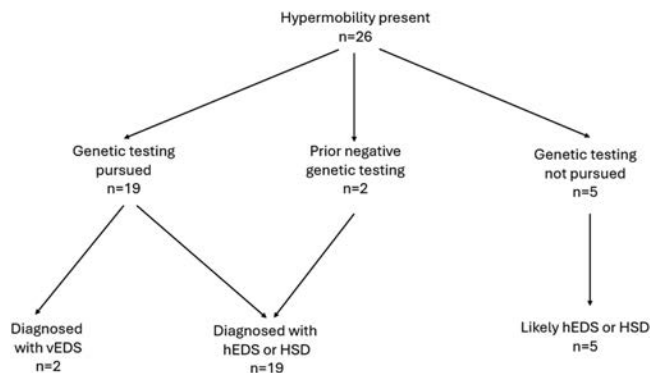 Hypermobility present
n=26
Genetic testing
pursued
n=19
Prior negative
genetic testing
n=2
Genetic testing
not pursued
n=5
Diagnosed
with vEDS
n=2
Diagnosed with
hEDS or HSD
n=19
Likely hEDS or HSD
n=5